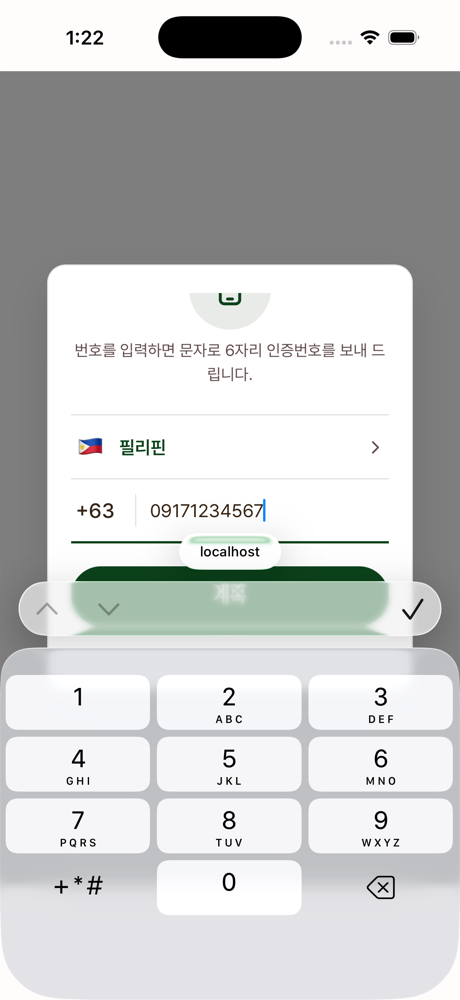 1:22
번호를 입력하면 문자로 6자리 인증번호를 보내 드
립니다.
필리핀
+63 09171234567
localhost
계속
1 2 3
ABC DEF
4 5 6
GHI JKL MNO
7 8 9
PQRS TUV WXYZ
+*# 0